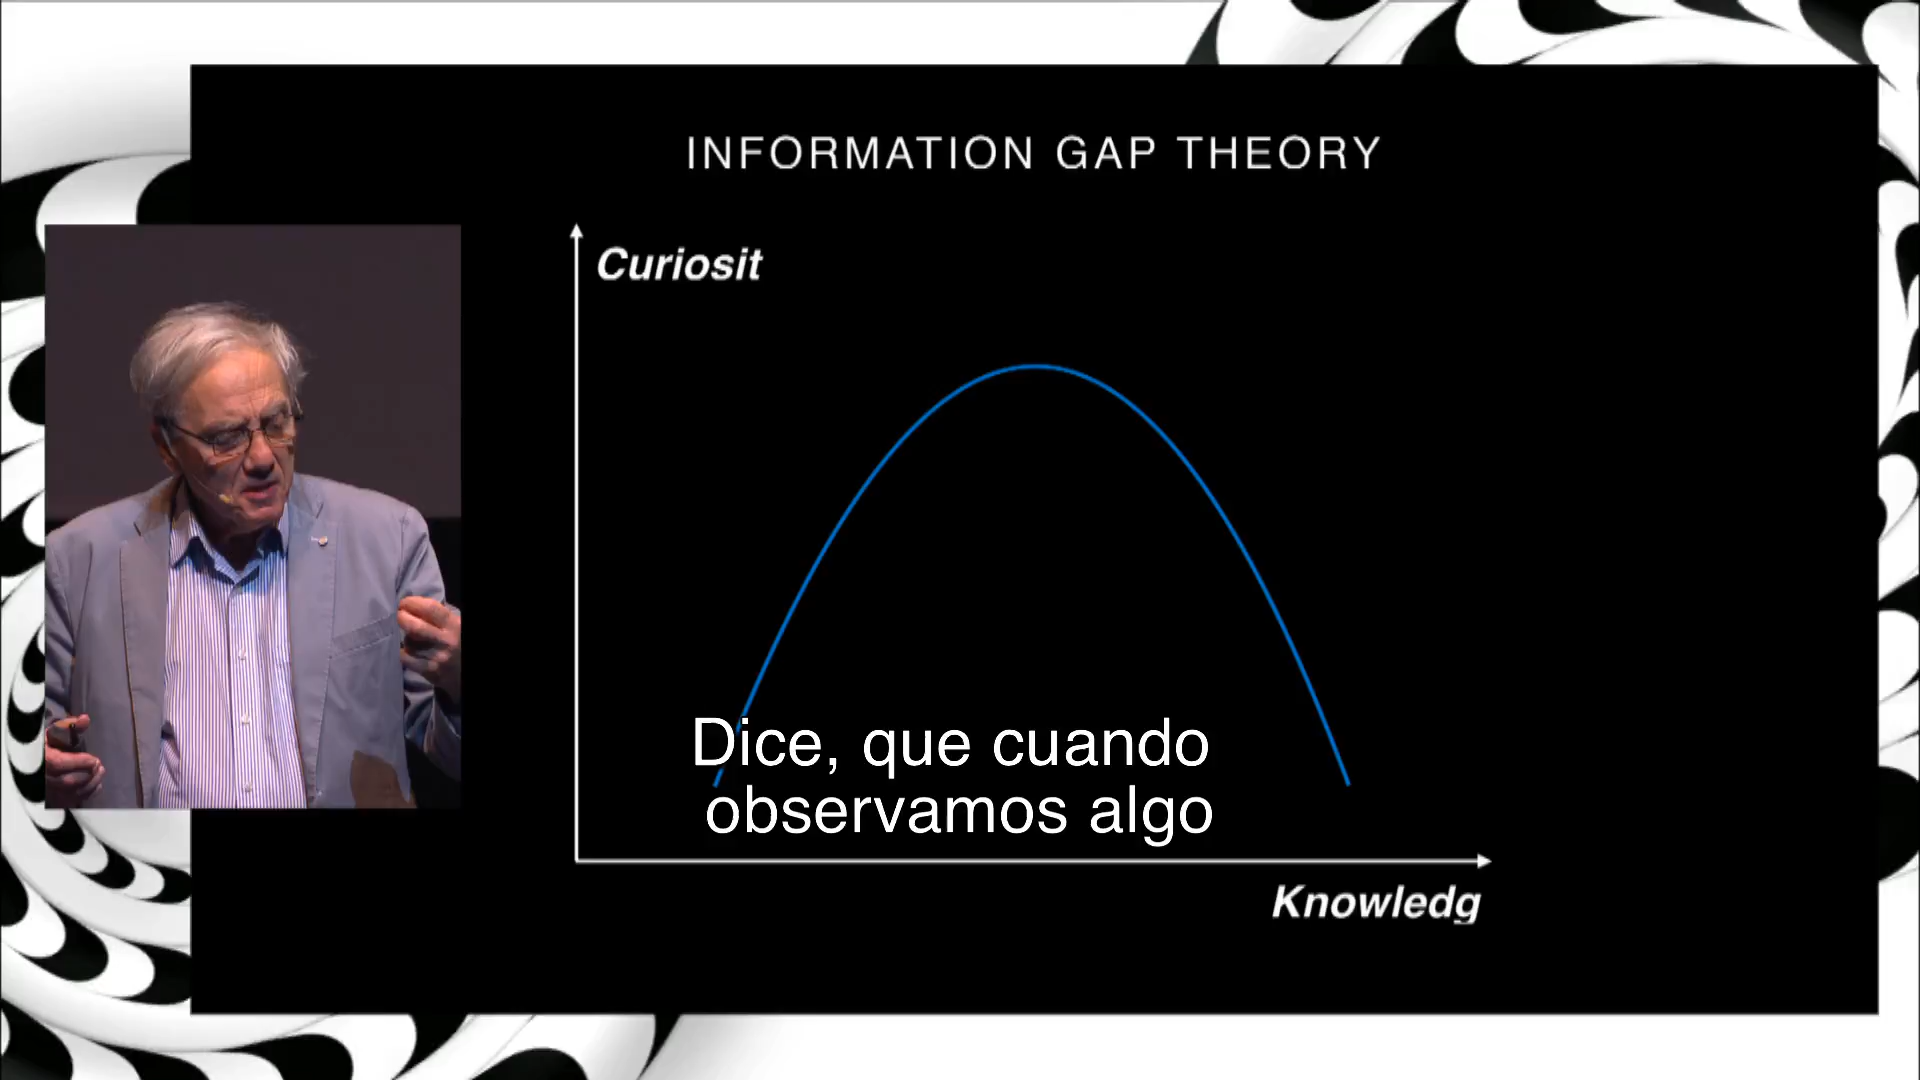 INFORMATION GAP THEORY
Curiosit
Dice, que cuando
observamos algo
Knowledg